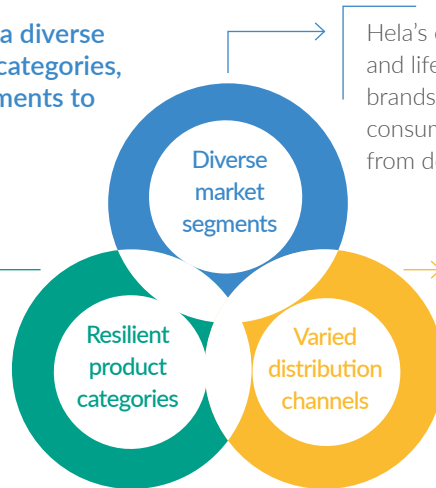 a diverse
categories,
ments to
Hela's
and life
brands
consum
from de
Diverse
market
segments
Resilient
product
categories
Varied
distribution
channels